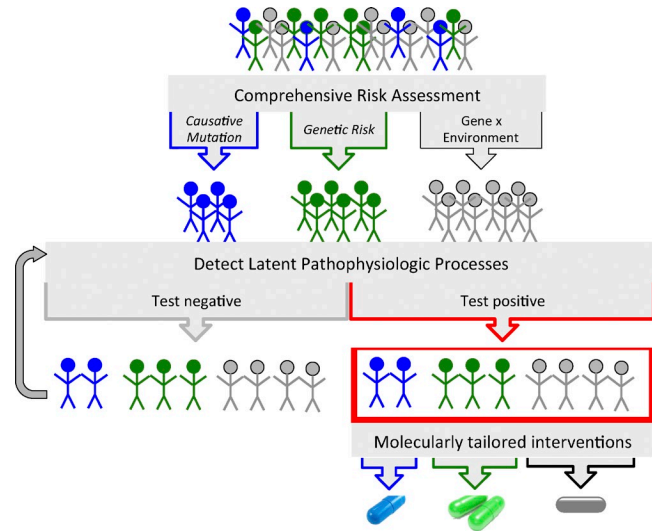 Comprehensive Risk Assessment
Causative
Mutation
Genetic Risk
Gene x
Environment
Detect Latent Pathophysiologic Processes
Test negative
Test positive
Molecularly tailored interventions